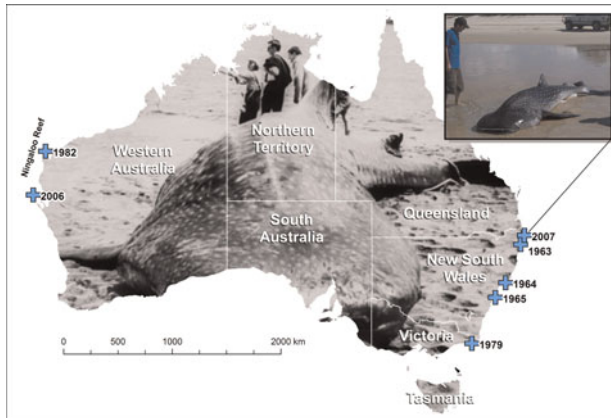 Ningaloo Reef
1982
2006
Western
Australia
Northern
Territory
South
Australia
Queensland
New South
Wales
Victoria
Tasmania
2007
1963
1964
1965
1979
0 500 1000 2000 km